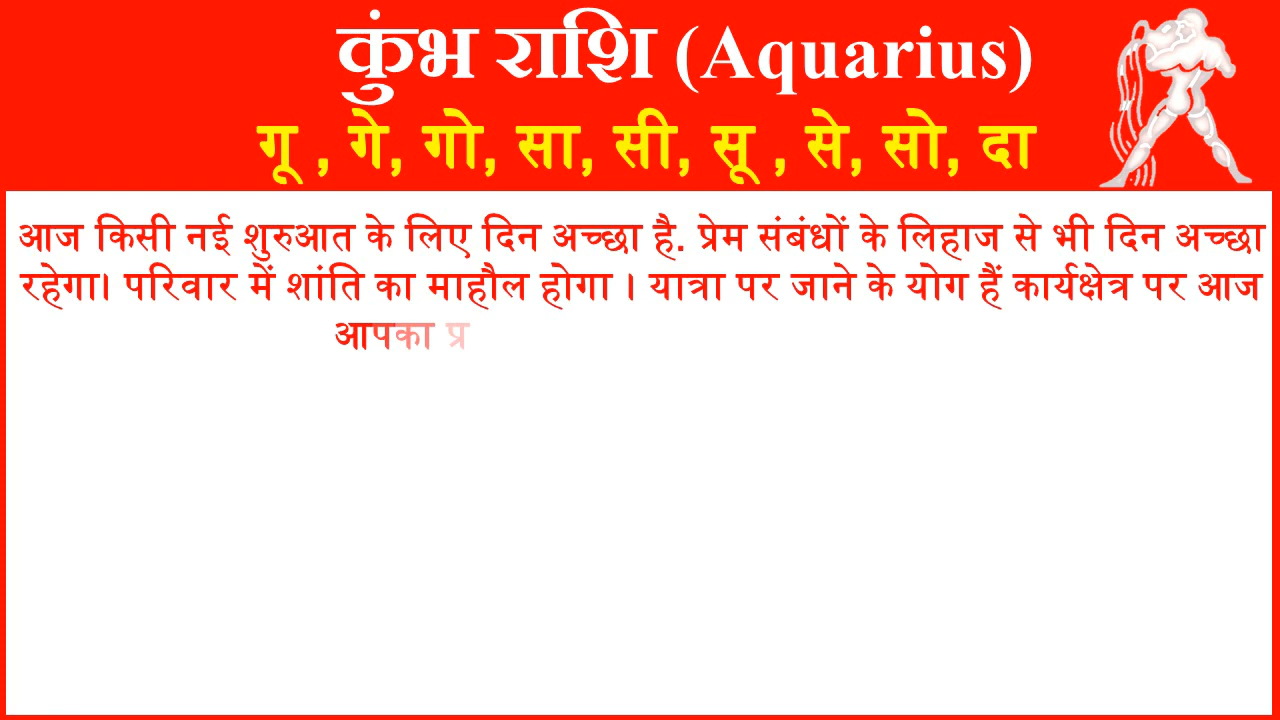 कुंभ राशि (Aquarius)
गू , गे, गो, सा, सी, सू , से, सो, दा
आज किसी नई शुरुआत के लिए दिन अच्छा है. प्रेम संबंधों के लिहाज से भी दिन अच्छा
रहेगा। परिवार में शांति का माहौल होगा । यात्रा पर जाने के योग हैं कार्यक्षेत्र पर आज
आपका प्र